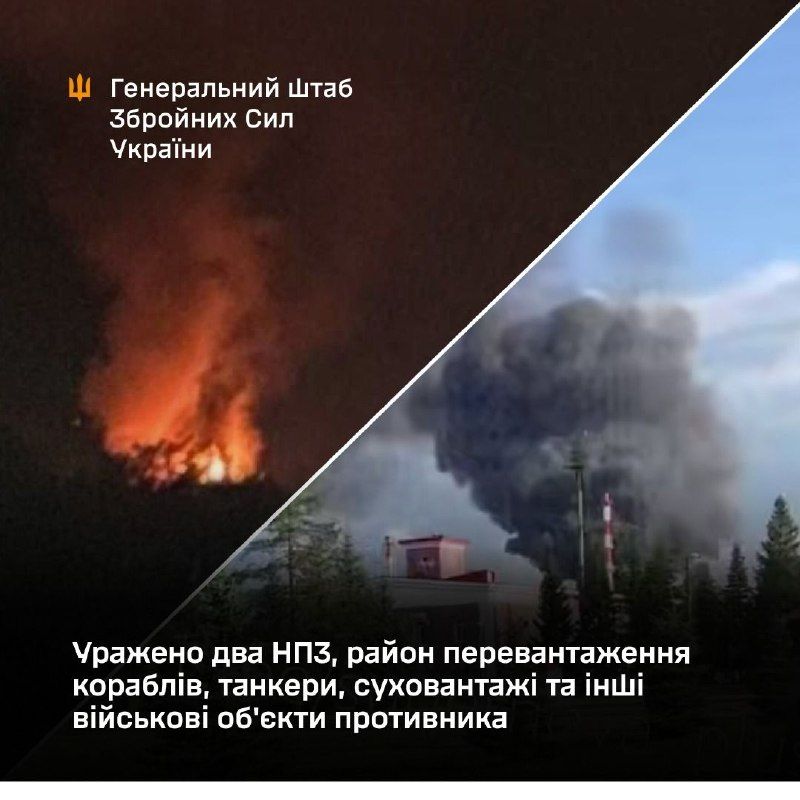 Генеральний штаб
Збройних Сил
України
Уражено два НПЗ, район перевантаження
кораблів, танкери, суховантажі та інші
військові об'єкти противника